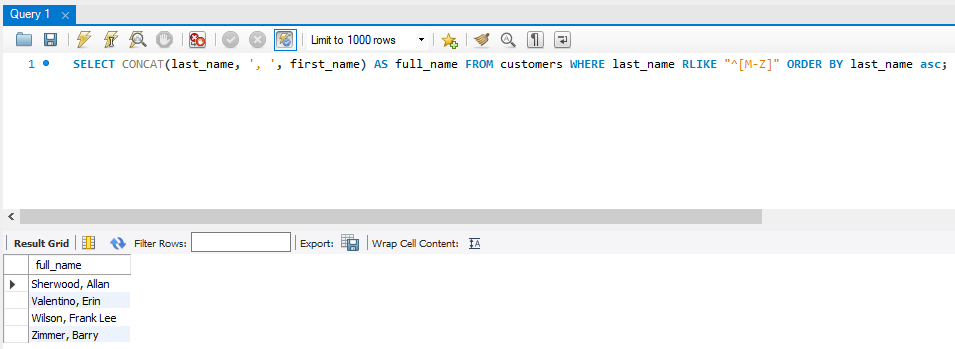 Query 1
Limit to 1000 rows
1 SELECT CONCAT(last_name, ', ', first_name) AS full_name FROM customers WHERE last_name RLIKE "^[M-Z]" ORDER BY last_name asc;
Result Grid Filter Rows: Export: Wrap Cell Content:
full_name
Sherwood, Allan
Valentino, Erin
Wilson, Frank Lee
Zimmer, Barry